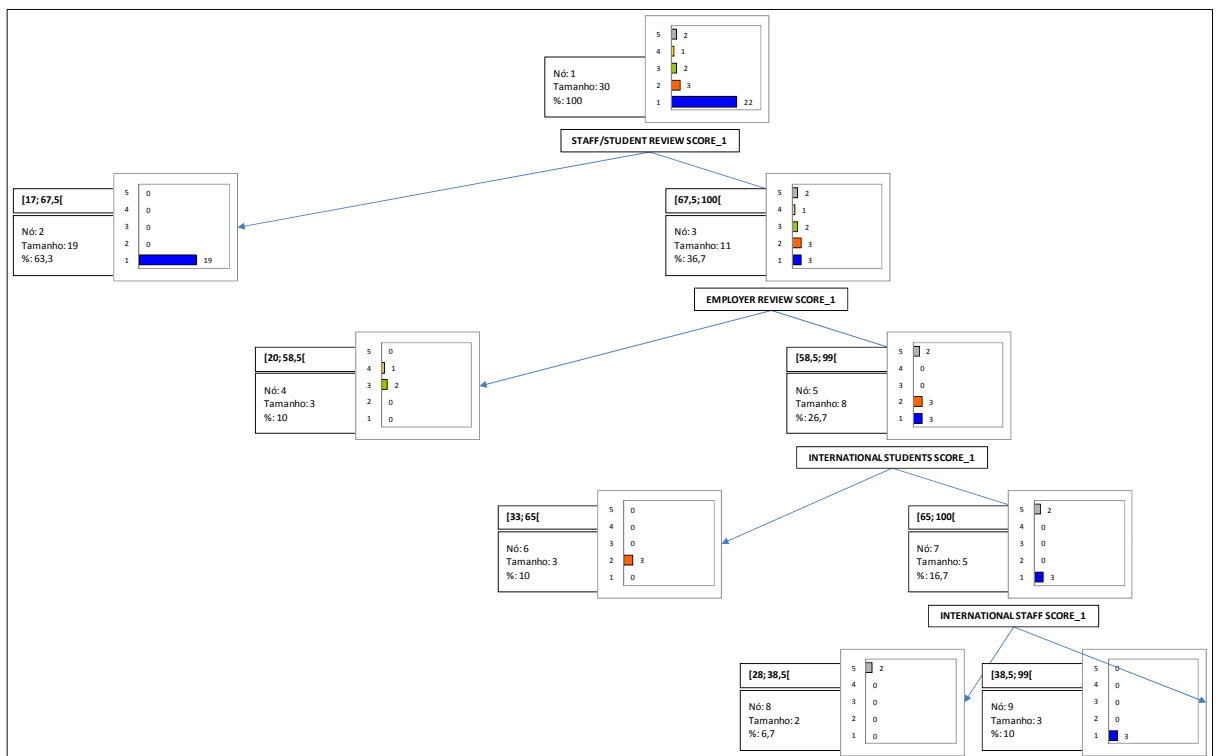 5 2
4 1
3 2
2 3
1 22
Nó: 1
Tamanho: 30
%: 100
STAFF/STUDENT REVIEW SCORE_1
[17; 67,5[
Nó: 2
Tamanho: 19
%: 63,3
5 0
4 0
3 0
2 0
1 19
[67,5; 100[
Nó: 3
Tamanho: 11
%: 36,7
5 2
4 1
3 2
2 3
1 3
EMPLOYER REVIEW SCORE_1
[20; 58,5[
Nó: 4
Tamanho: 3
%: 10
5 0
4 1
3 2
2 0
1 0
[58,5; 99[
Nó: 5
Tamanho: 8
%: 26,7
5 2
4 0
3 0
2 3
1 3
INTERNATIONAL STUDENTS SCORE_1
[33; 65[
Nó: 6
Tamanho: 3
%: 10
5 0
4 0
3 0
2 3
1 0
[65; 100[
Nó: 7
Tamanho: 5
%: 16,7
5 2
4 0
3 0
2 0
1 3
INTERNATIONAL STAFF SCORE_1
[28; 38,5[
Nó: 8
Tamanho: 2
%: 6,7
5 2
4 0
3 0
2 0
1 0
[38,5; 99[
Nó: 9
Tamanho: 3
%: 10
5 0
4 0
3 0
2 0
1 3